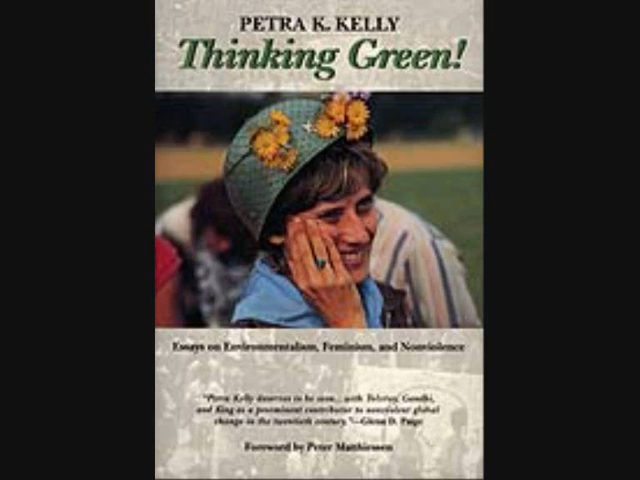 PETRA K. KELLY
Thinking Green!
Essays on Environmentalism, Feminism, and Nonviolence
"Petra Kelly deserves to be seen... with Tolstoy, Gandhi,
and King as a preeminent contributor to nonviolent global
change in the twentieth century."—Glenn D. Paige
Foreword by Peter Matthiessen